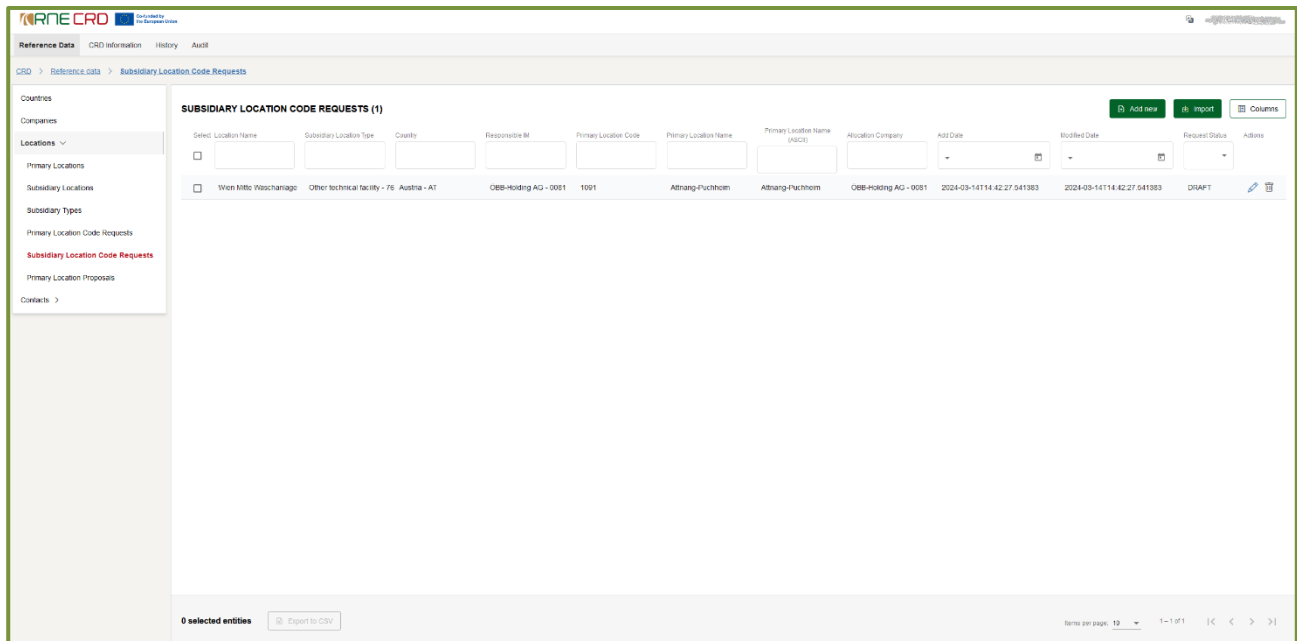 RNE CRD Co-funded by the European Union
Reference Data CRD Information History Audit
CRD > Reference data > Subsidiary Location Code Requests
Countries
Companies
Locations
Primary Locations
Subsidiary Locations
Subsidiary Types
Primary Location Code Requests
Subsidiary Location Code Requests
Primary Location Proposals
Contacts >
SUBSIDIARY LOCATION CODE REQUESTS (1)
Add new Import Columns
Select Location Name Subsidiary Location Type Country Responsible IM Primary Location Code Primary Location Name Primary Location Name (ASCII) Allocation Company Add Date Modified Date Request Status Actions
Wien Mitte Waschanlage Other technical facility - 76 Austria - AT OBB-Holding AG - 0081 1091 Attnang-Puchheim Attnang-Puchheim OBB-Holding AG - 0081 2024-03-14T14:42:27.541383 2024-03-14T14:42:27.541383 DRAFT
0 selected entities Export to CSV
Items per page: 10 1 – 1 of 1 |< < > >|